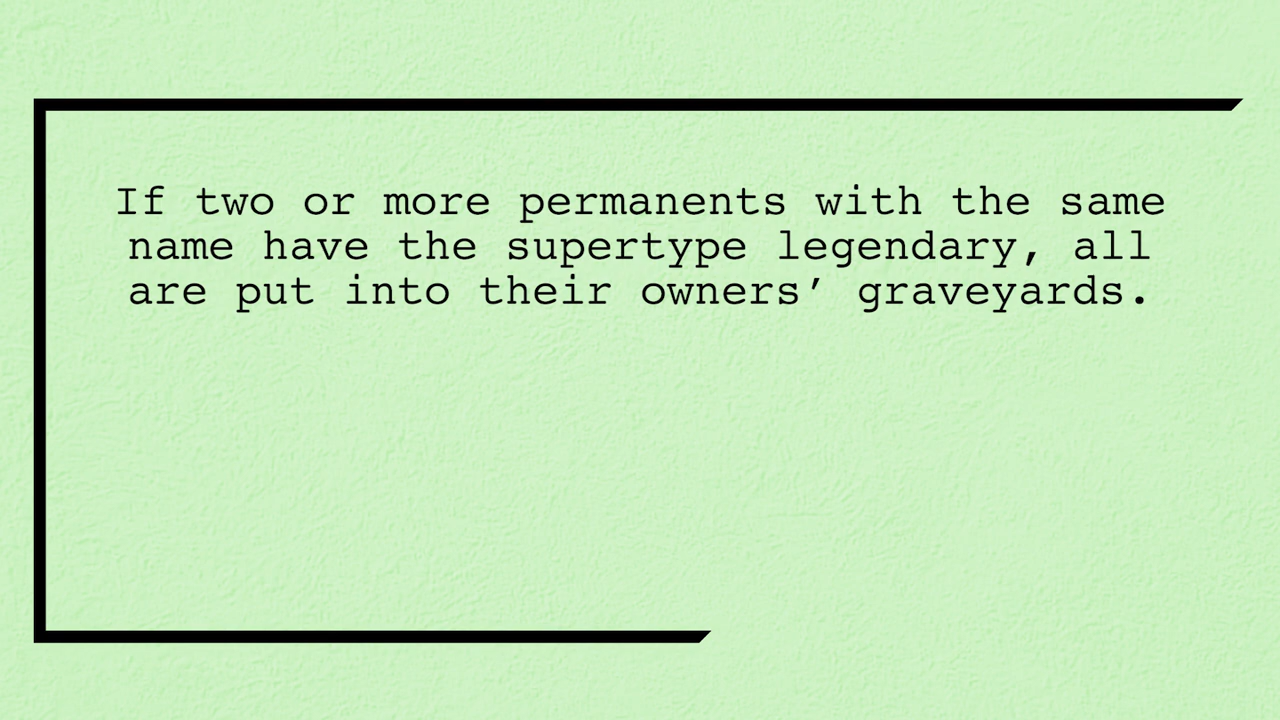 If two or more permanents with the same
name have the supertype legendary, all
are put into their owners’ graveyards.